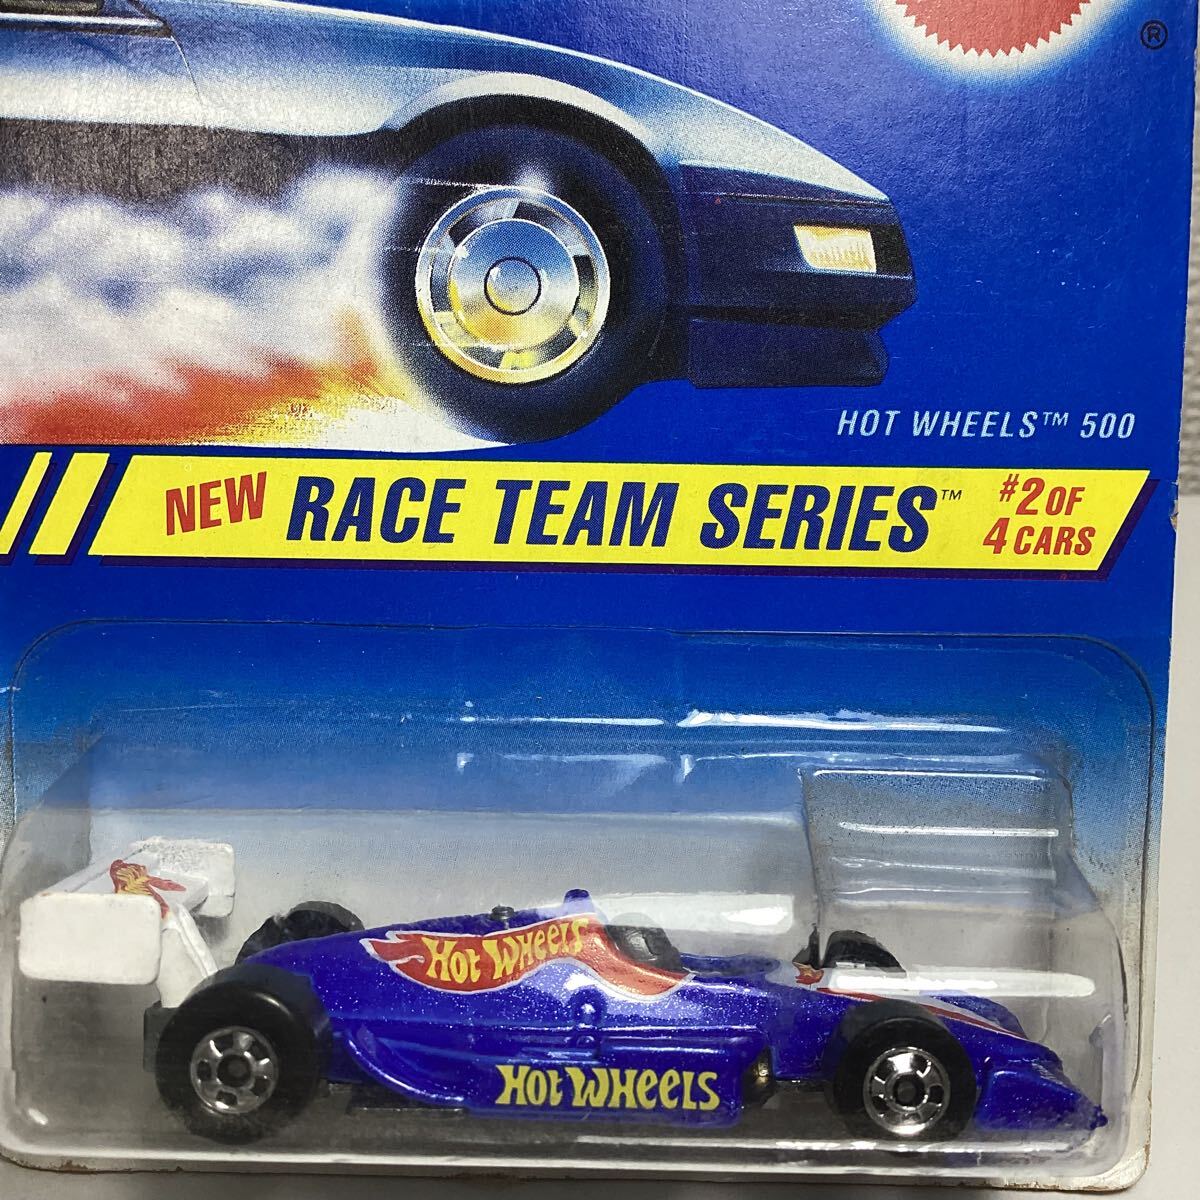 ®
HOT WHEELS™ 500
NEW RACE TEAM SERIES™ #2 OF
4 CARS
HOT WHEELS
HOT WHEELS